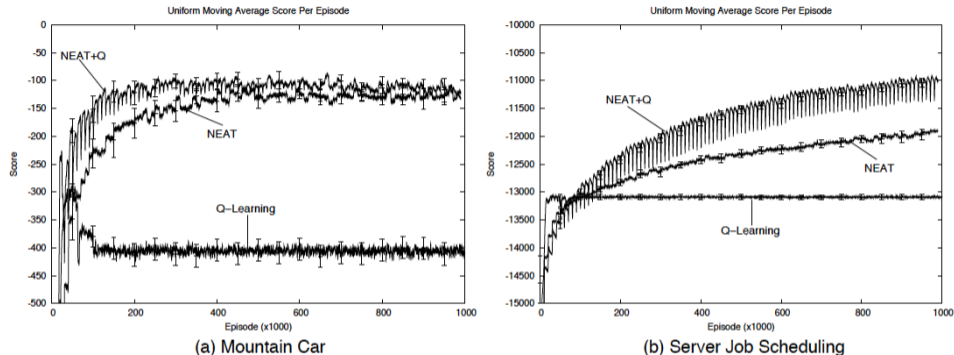 Uniform Moving Average Score Per Episode
0
-50
-100
-150
-200
-250
-300
-350
-400
-450
-500
Score
NEAT+Q
NEAT
Q–Learning
0 200 400 600 800 1000
Episode (x1000)
(a) Mountain Car
Uniform Moving Average Score Per Episode
-10000
-10500
-11000
-11500
-12000
-12500
-13000
-13500
-14000
-14500
-15000
Score
NEAT+Q
NEAT
Q–Learning
0 200 400 600 800 1000
Episode (x1000)
(b) Server Job Scheduling